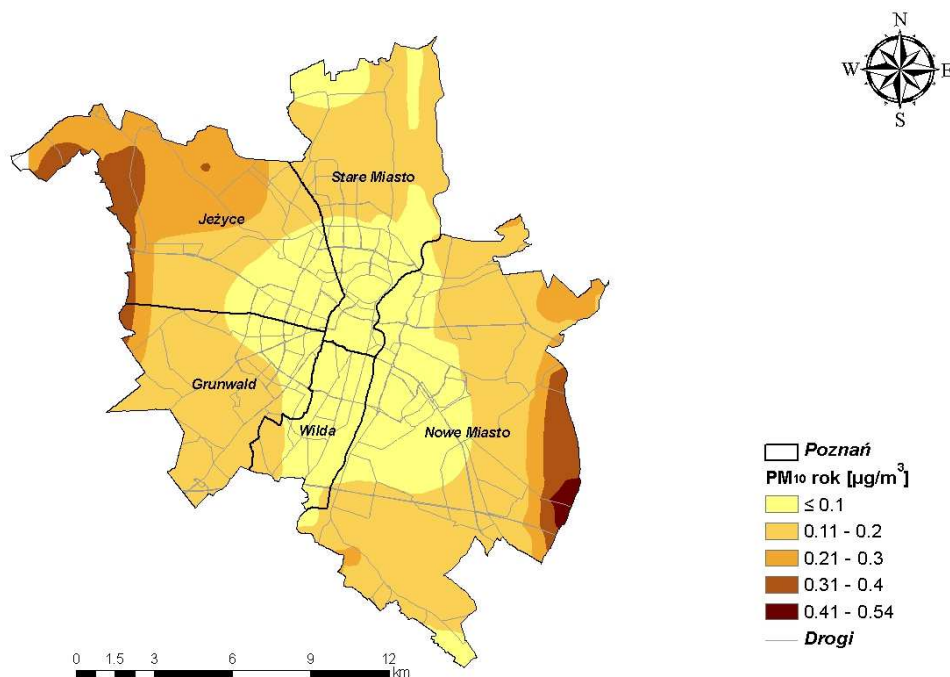 N
W E
S
Stare Miasto
Jeżyce
Grunwald
Wilda
Nowe Miasto
Poznań
PM10 rok [µg/m³]
≤ 0.1
0.11 - 0.2
0.21 - 0.3
0.31 - 0.4
0.41 - 0.54
Drogi
0 1.5 3 6 9 12
km